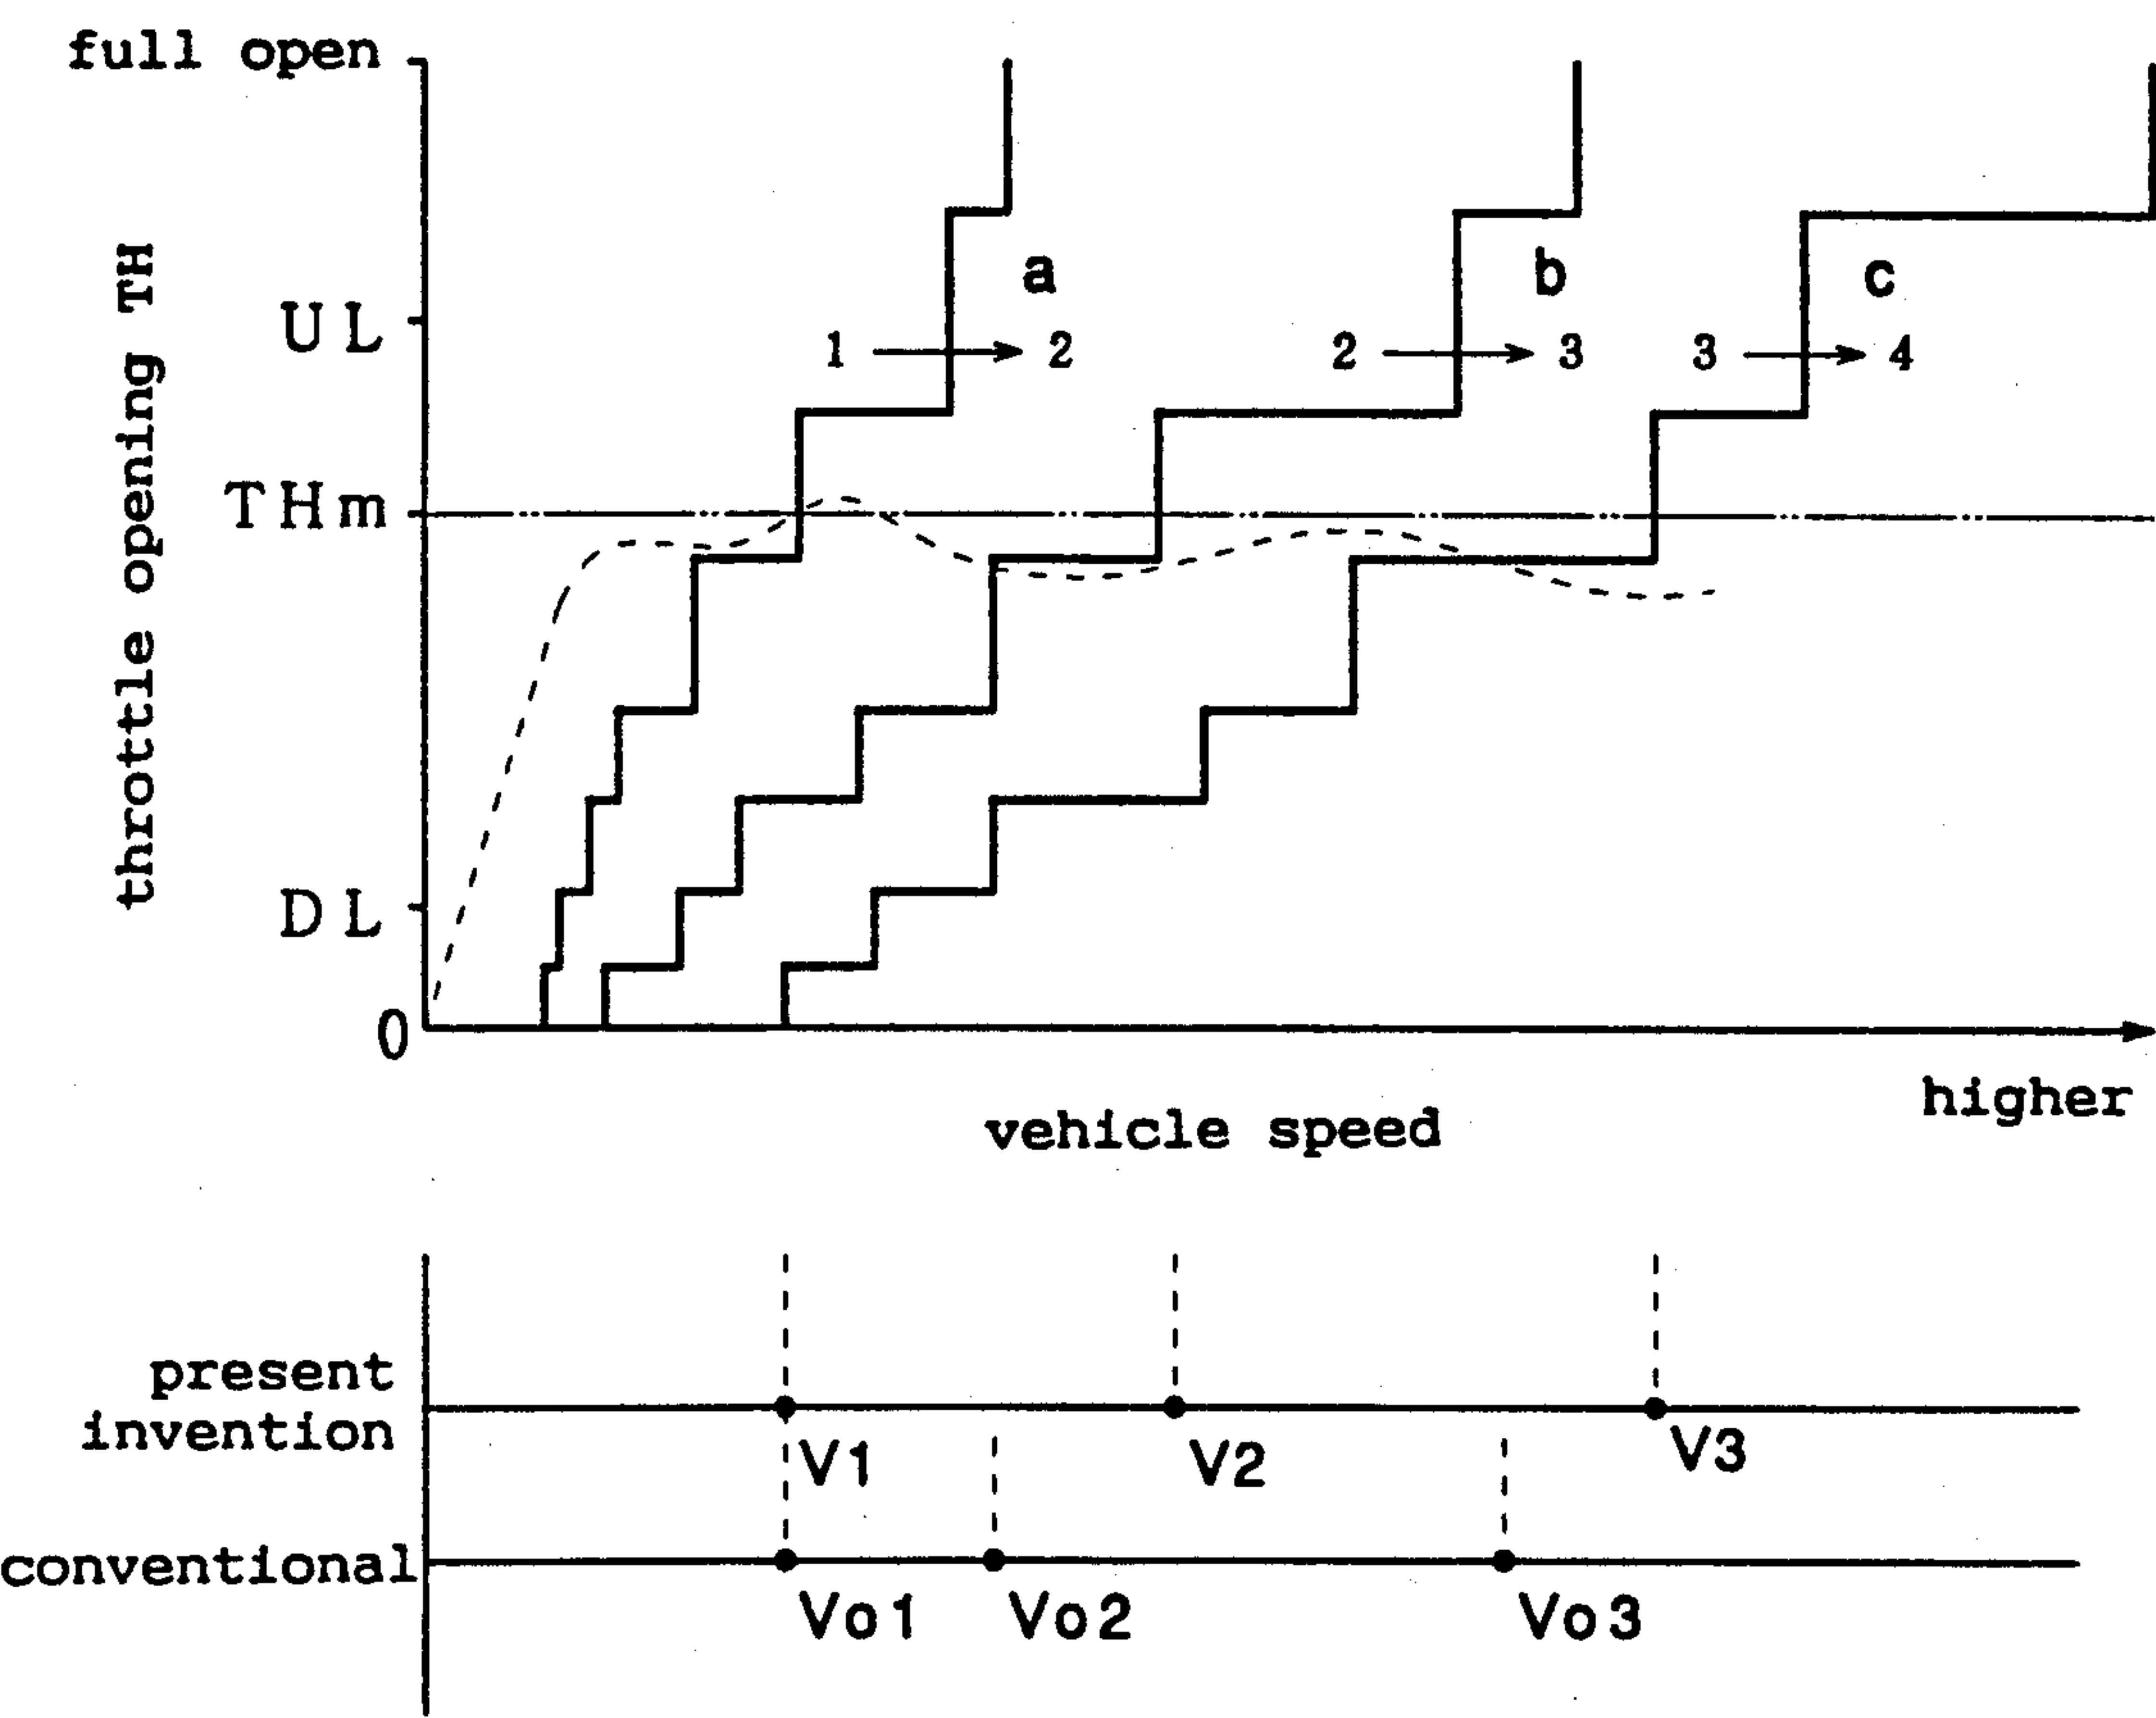 full open
throttle opening TH
UL
THm
DL
0
a
b
c
1 → 2
2 → 3
3 → 4
higher
vehicle speed
present
invention
V1
V2
V3
conventional
Vo1
Vo2
Vo3